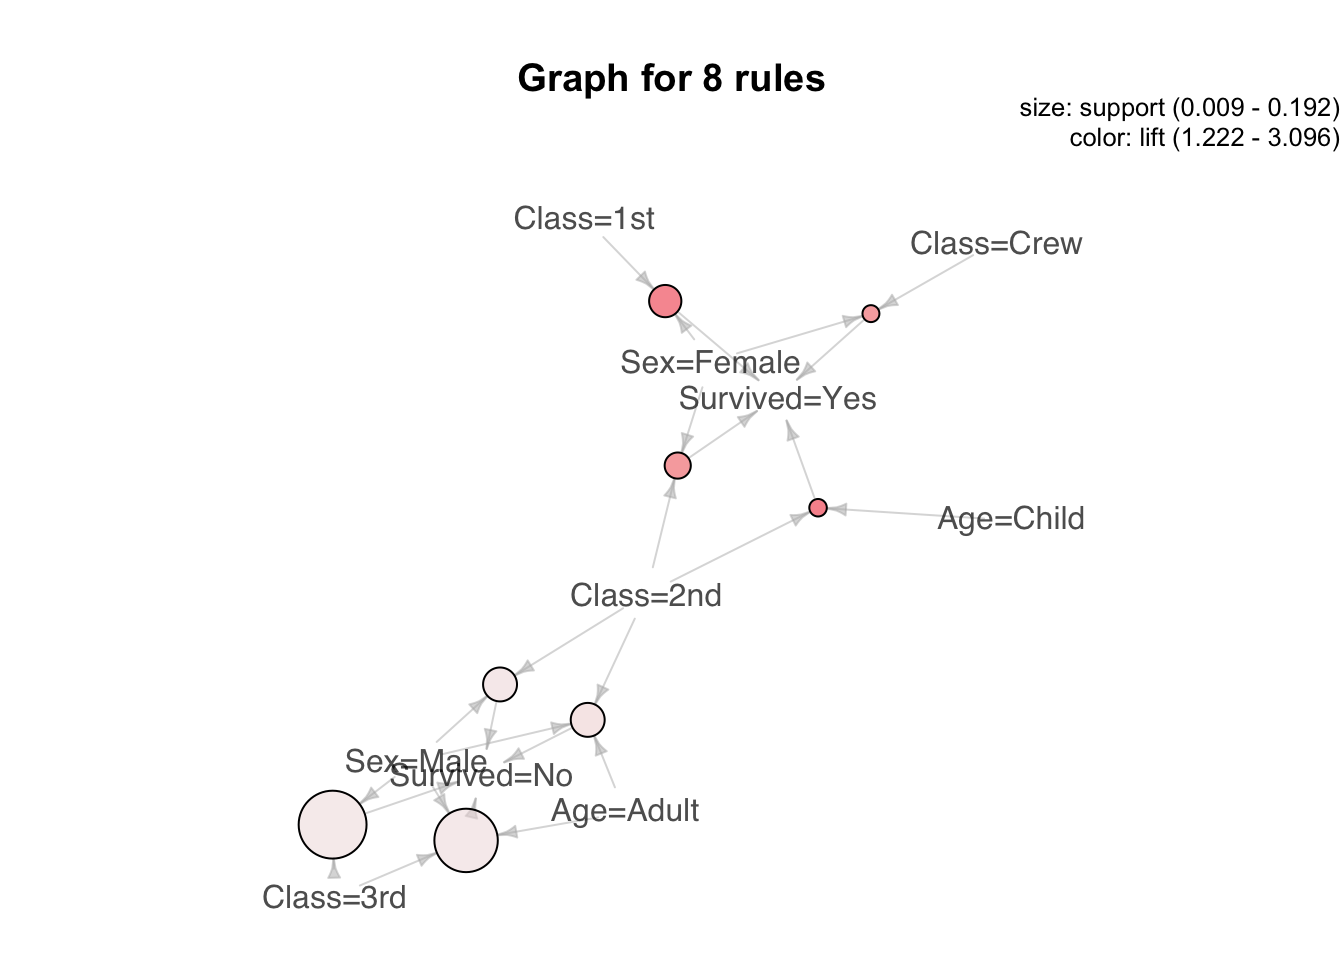 Graph for 8 rules
size: support (0.009 - 0.192)
color: lift (1.222 - 3.096)
Class=1st
Class=Crew
Sex=Female
Survived=Yes
Age=Child
Class=2nd
Sex=Male
Survived=No
Age=Adult
Class=3rd